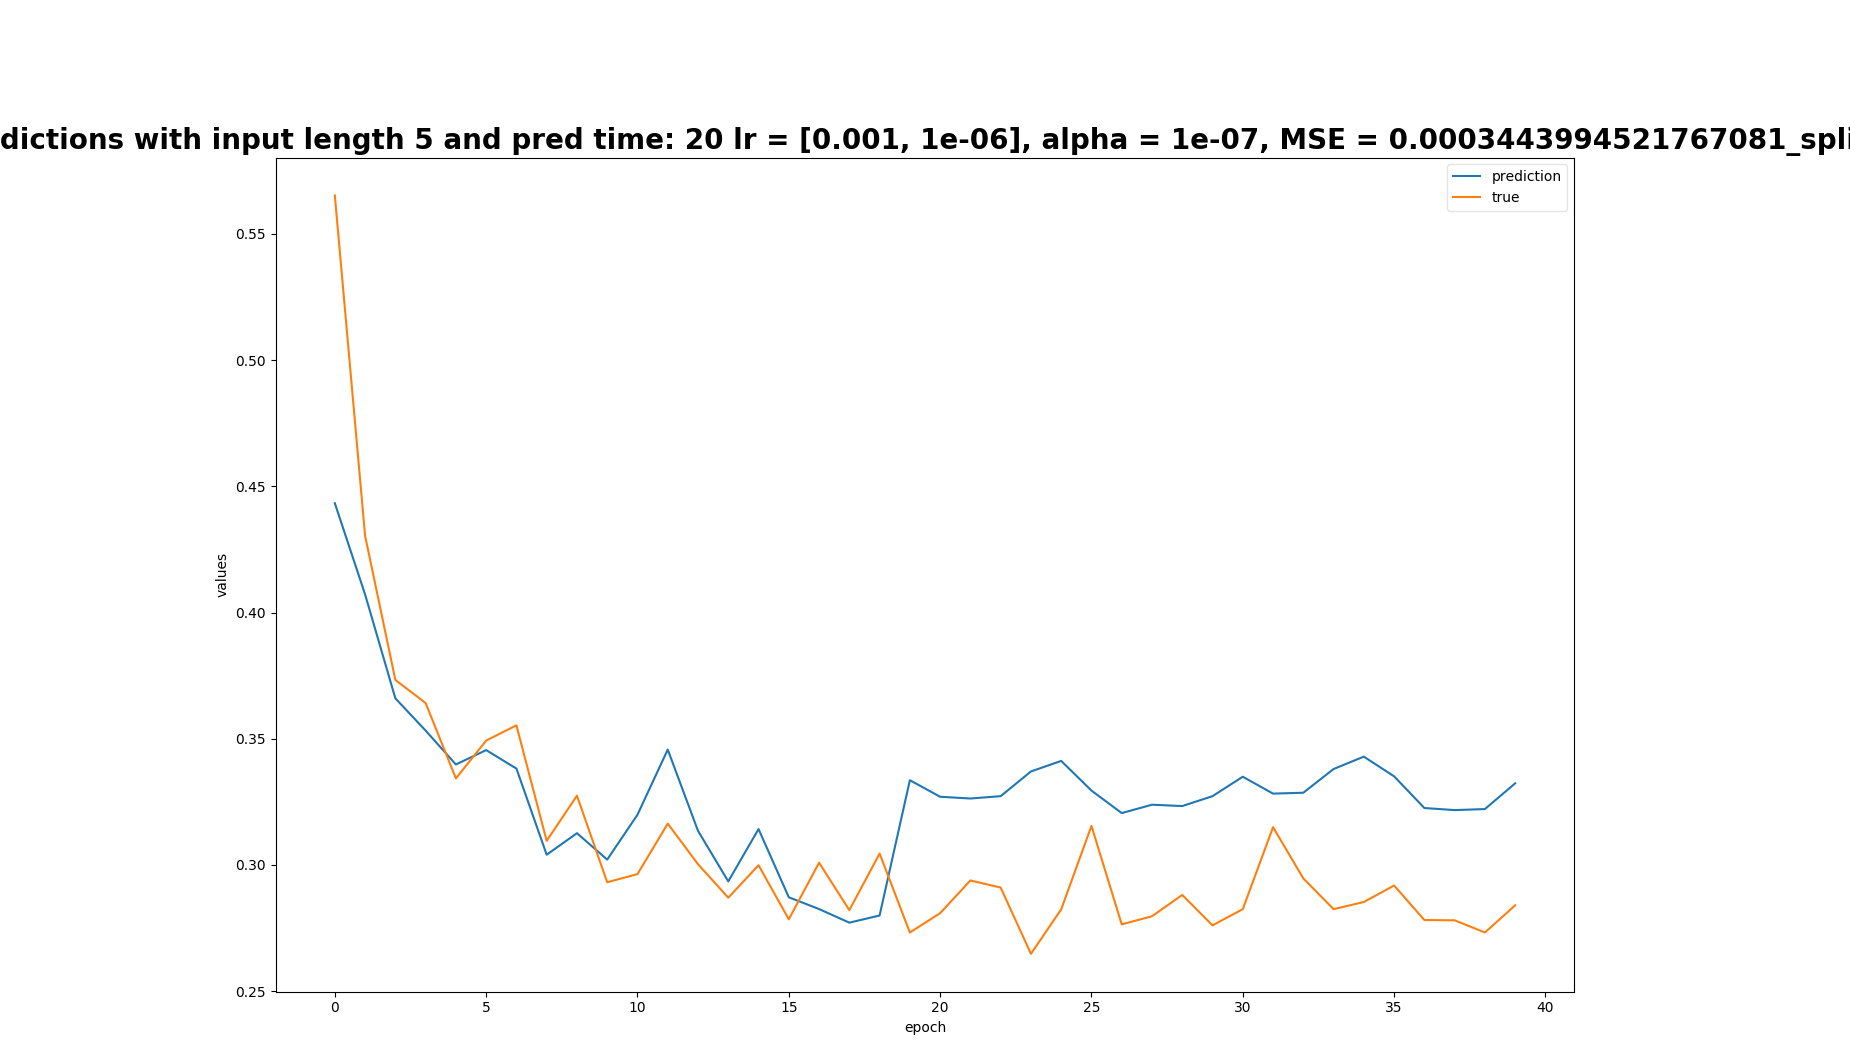 dictions with input length 5 and pred time: 20 lr = [0.001, 1e-06], alpha = 1e-07, MSE = 0.0003443994521767081_spli
prediction
true
0.55
0.50
0.45
0.40
0.35
0.30
0.25
values
0 5 10 15 20 25 30 35 40
epoch